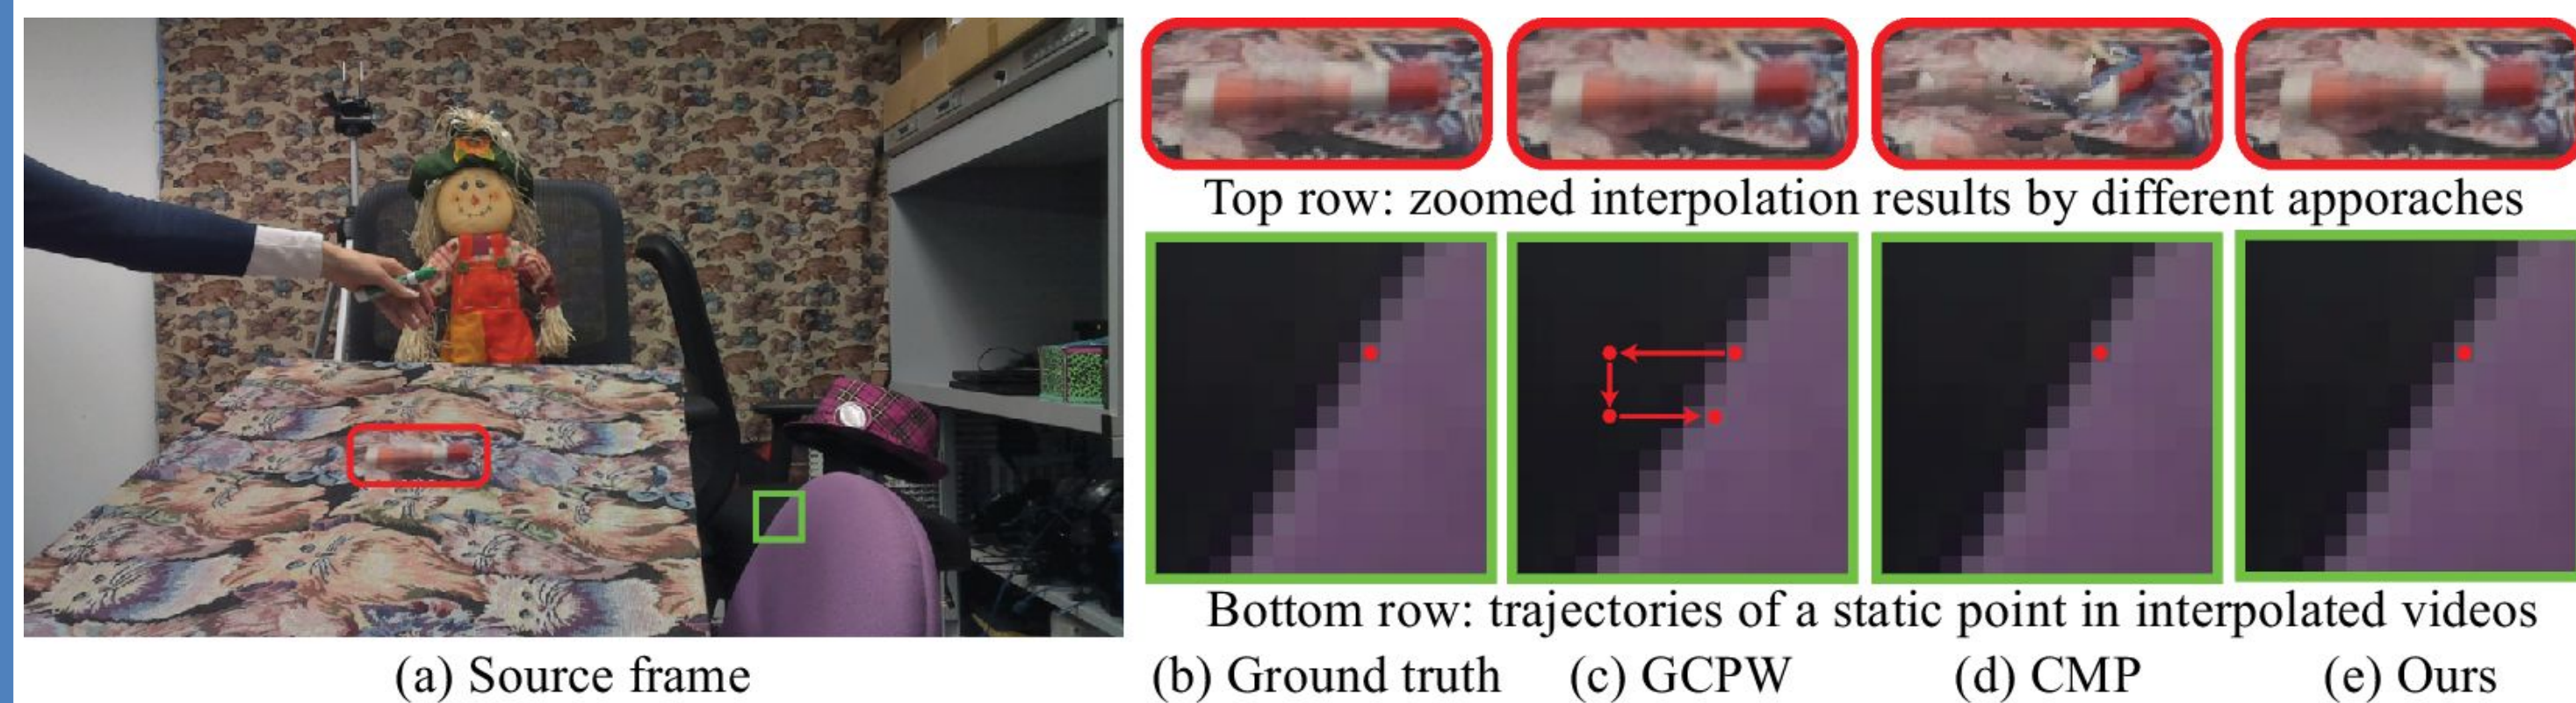 Top row: zoomed interpolation results by different apporaches
Bottom row: trajectories of a static point in interpolated videos
(a) Source frame
(b) Ground truth
(c) GCPW
(d) CMP
(e) Ours